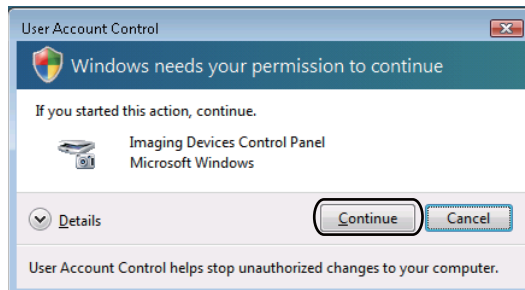 User Account Control
Windows needs your permission to continue
If you started this action, continue.
Imaging Devices Control Panel
Microsoft Windows
Details
Continue
Cancel
User Account Control helps stop unauthorized changes to your computer.